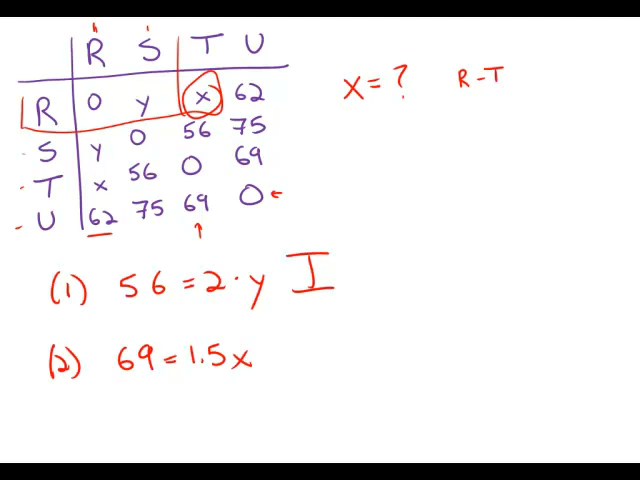 R S T U
R 0 y x 62
x = ? R-T
S y 0 56 75
T x 56 0 69
U 62 75 69 0
(1) 56 = 2 · y I
(2) 69 = 1.5x